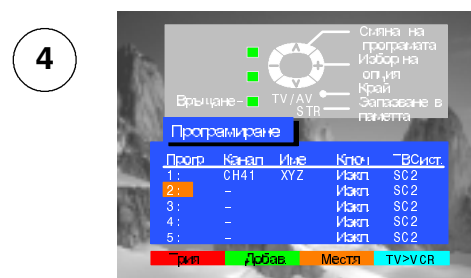 4
Смяна на
програмата
Избор на
опция
Край
Запазване в
паметта
Връщане
TV/AV
STR
Програмиране
Прогр Канал Име Ключ ТВСист.
1: CH41 XYZ Изкл. SC2
2: – Изкл. SC2
3: – Изкл. SC2
4: – Изкл. SC2
5: – Изкл. SC2
Трия Добав. Местя TV>VCR